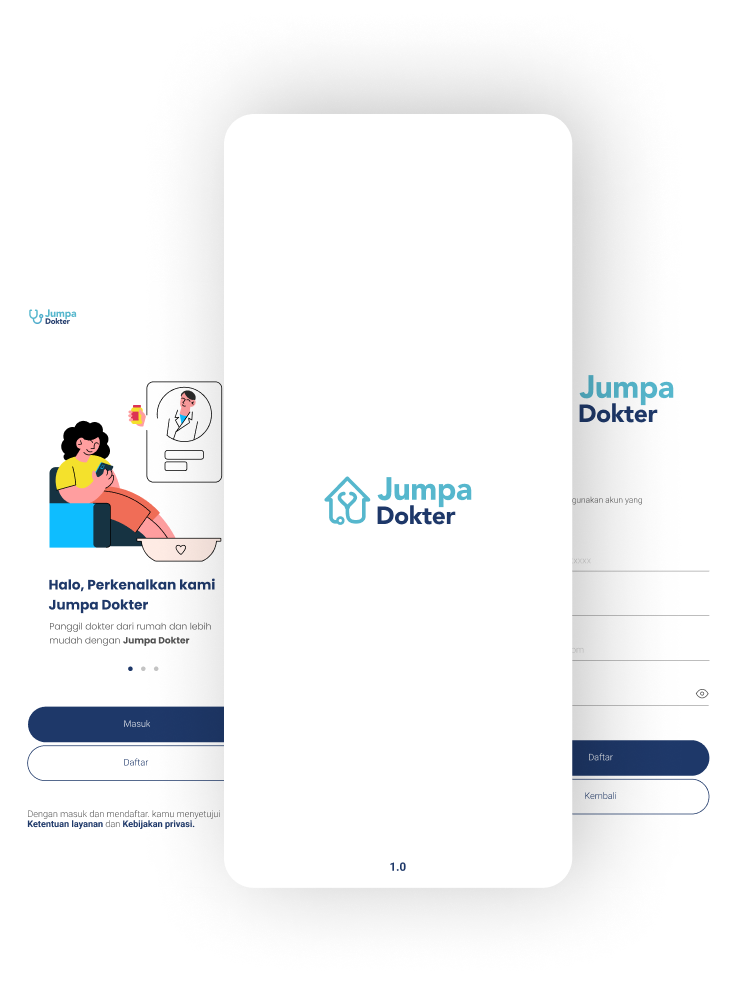 Jumpa
Dokter
Halo, Perkenalkan kami
Jumpa Dokter
Panggil dokter dari rumah dan lebih
mudah dengan Jumpa Dokter
Masuk
Daftar
Dengan masuk dan mendaftar. kamu menyetujui
Ketentuan layanan dan Kebijakan privasi.
Jumpa
Dokter
1.0
Jumpa
Dokter
gunakan akun yang
Daftar
Kembali